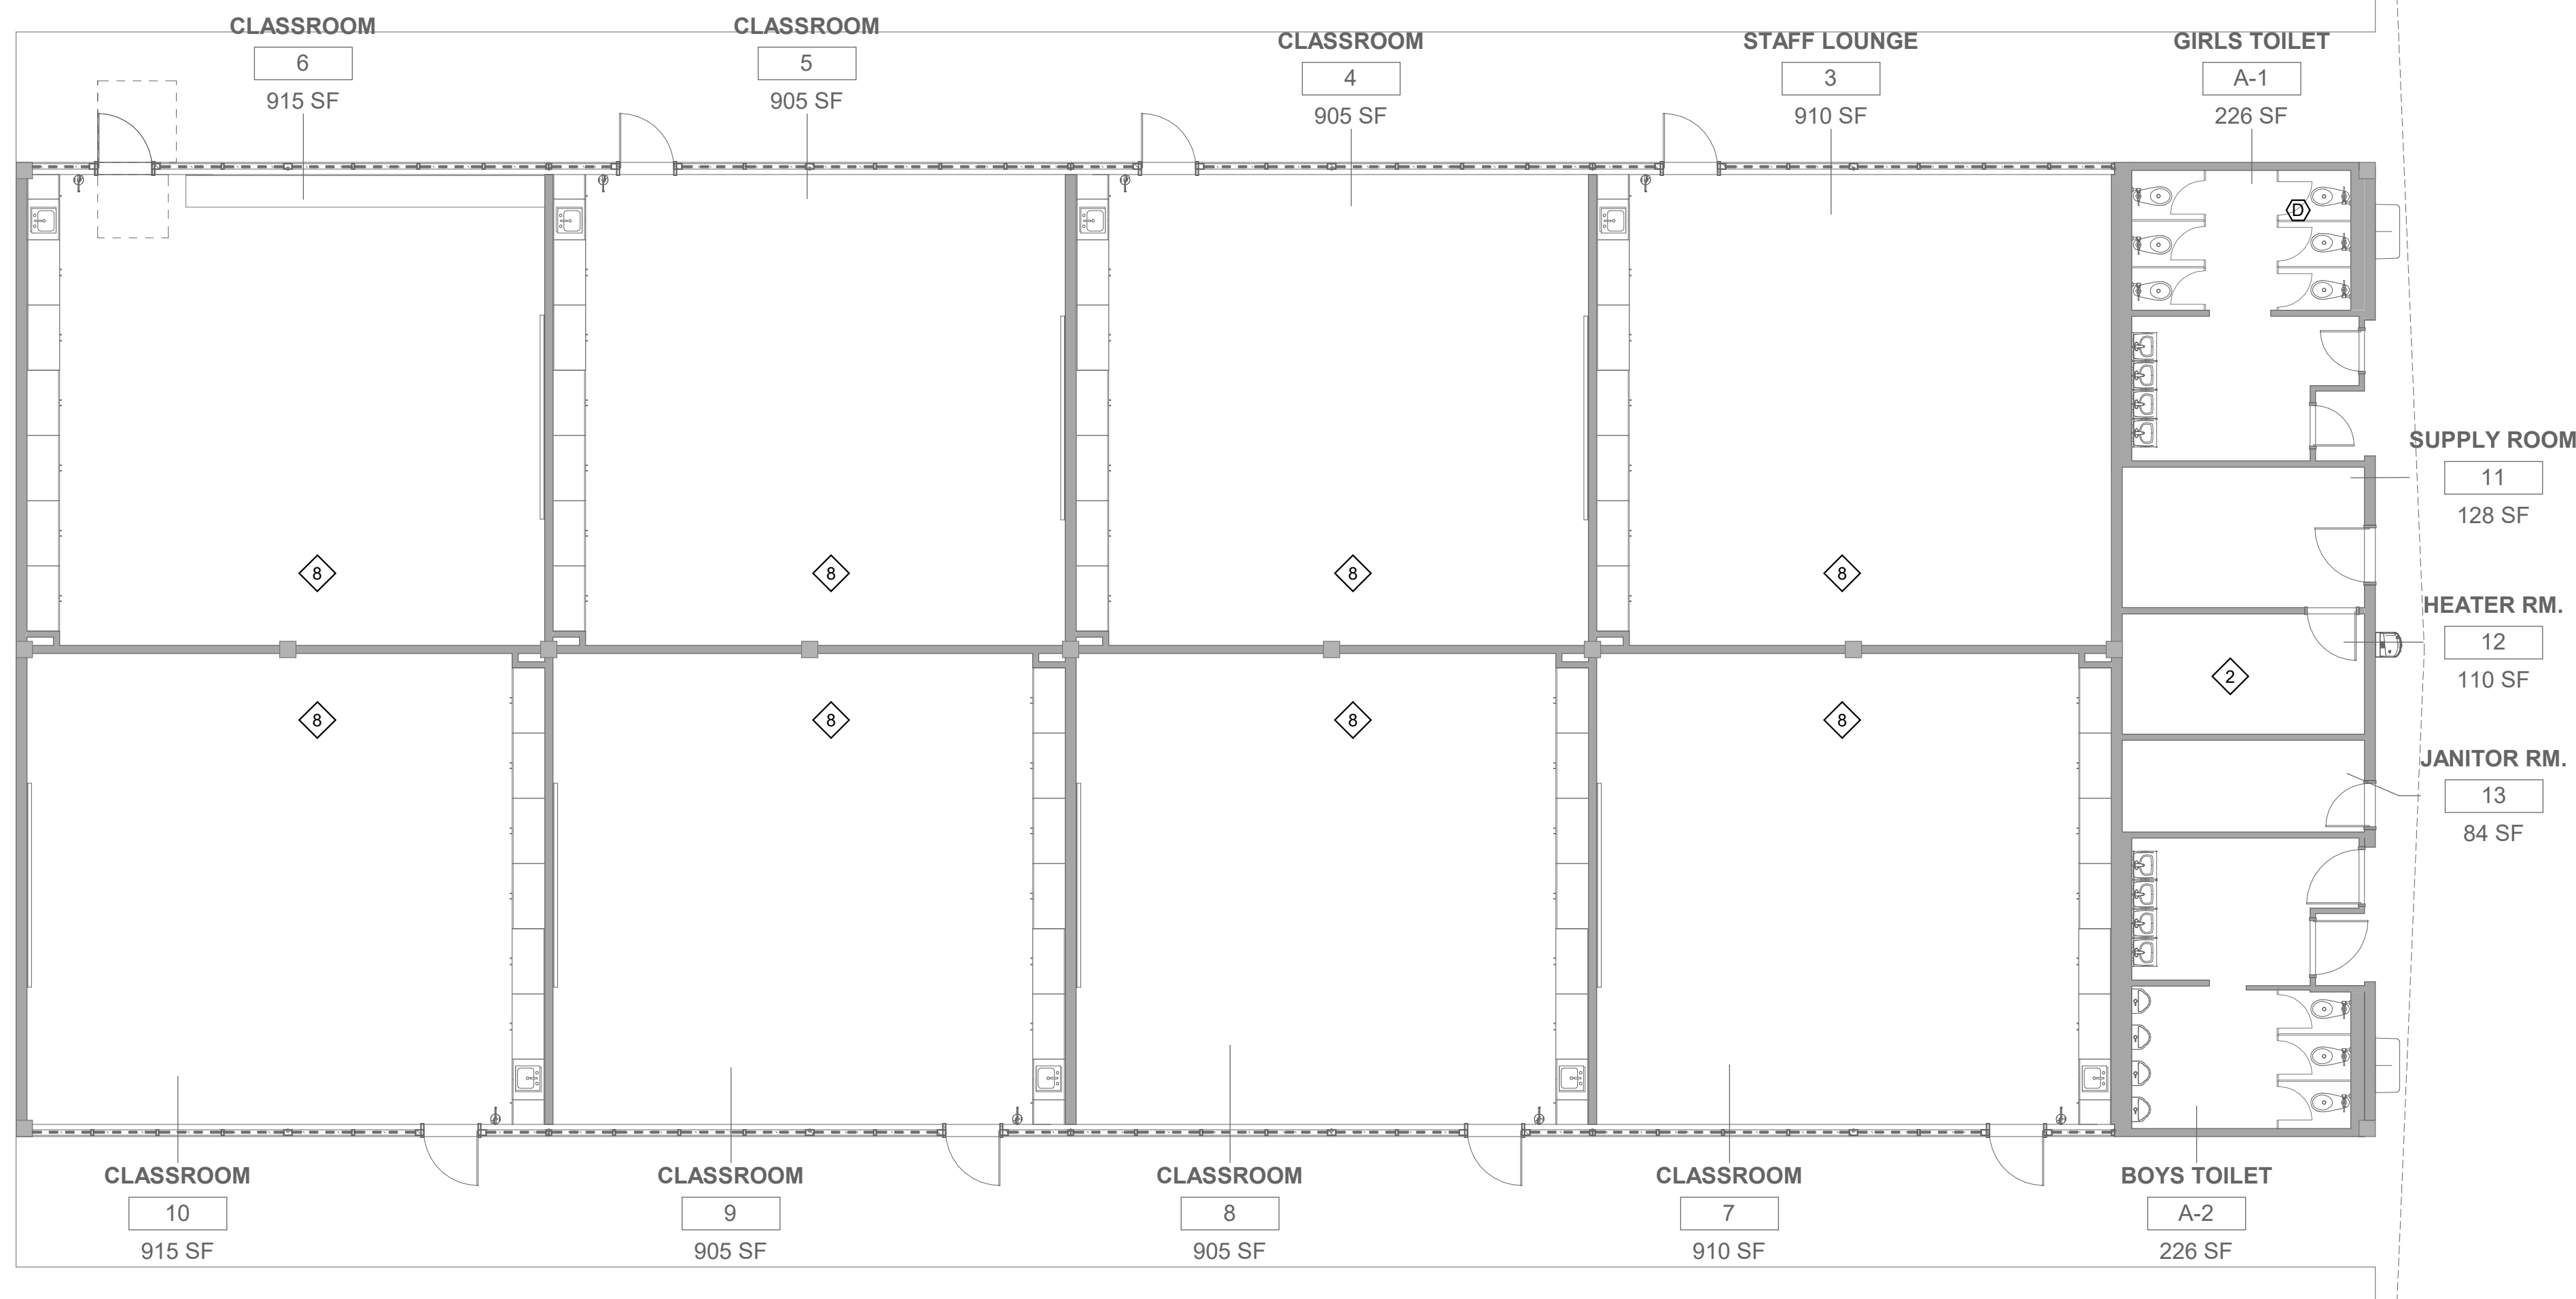 CLASSROOM
6
915 SF
CLASSROOM
5
905 SF
CLASSROOM
4
905 SF
STAFF LOUNGE
3
910 SF
GIRLS TOILET
A-1
226 SF
D
SUPPLY ROOM
11
128 SF
8
8
8
8
HEATER RM.
12
110 SF
2
8
8
8
8
JANITOR RM.
13
84 SF
CLASSROOM
10
915 SF
CLASSROOM
9
905 SF
CLASSROOM
8
905 SF
CLASSROOM
7
910 SF
BOYS TOILET
A-2
226 SF